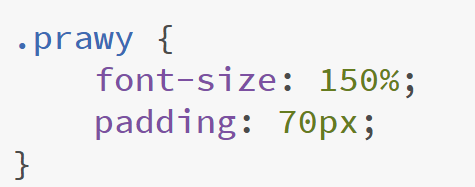 .prawy {
    font-size: 150%;
    padding: 70px;
}